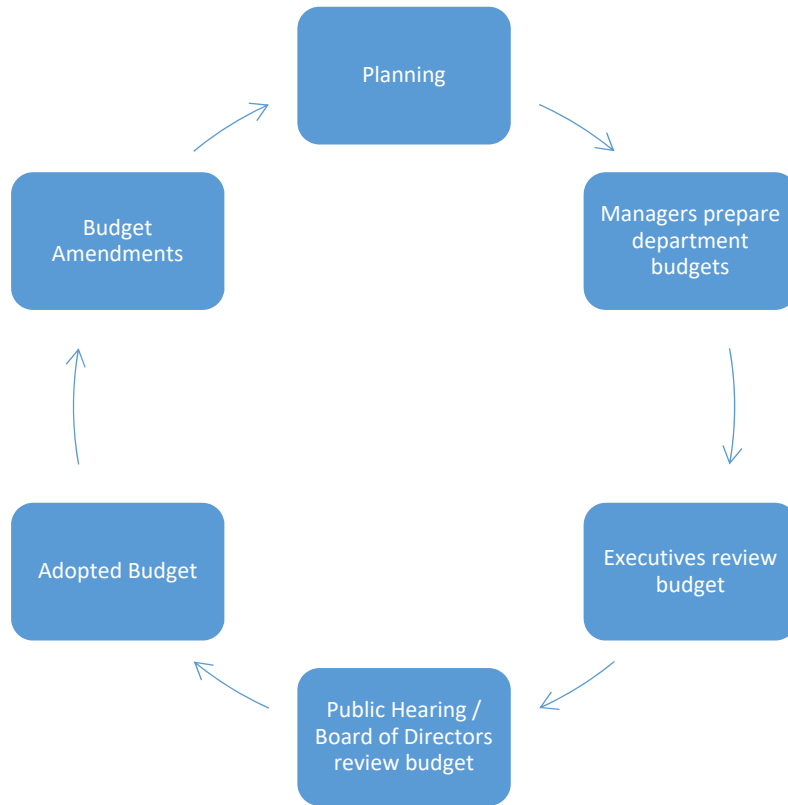 Planning
Managers prepare
department
budgets
Executives review
budget
Public Hearing /
Board of Directors
review budget
Adopted Budget
Budget
Amendments